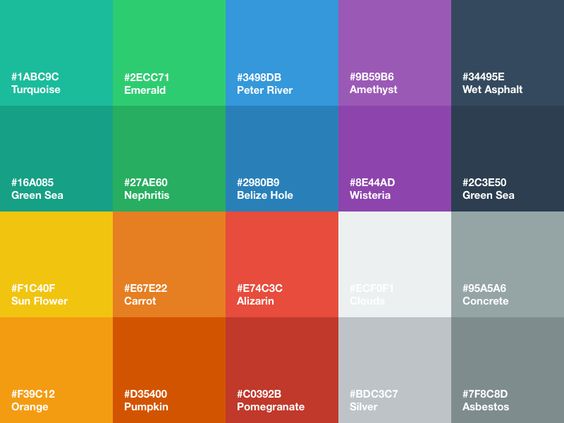 #1ABC9C
Turquoise
#2ECC71
Emerald
#3498DB
Peter River
#9B59B6
Amethyst
#34495E
Wet Asphalt
#16A085
Green Sea
#27AE60
Nephritis
#2980B9
Belize Hole
#8E44AD
Wisteria
#2C3E50
Green Sea
#F1C40F
Sun Flower
#E67E22
Carrot
#E74C3C
Alizarin
#ECF0F1
Clouds
#95A5A6
Concrete
#F39C12
Orange
#D35400
Pumpkin
#C0392B
Pomegranate
#BDC3C7
Silver
#7F8C8D
Asbestos